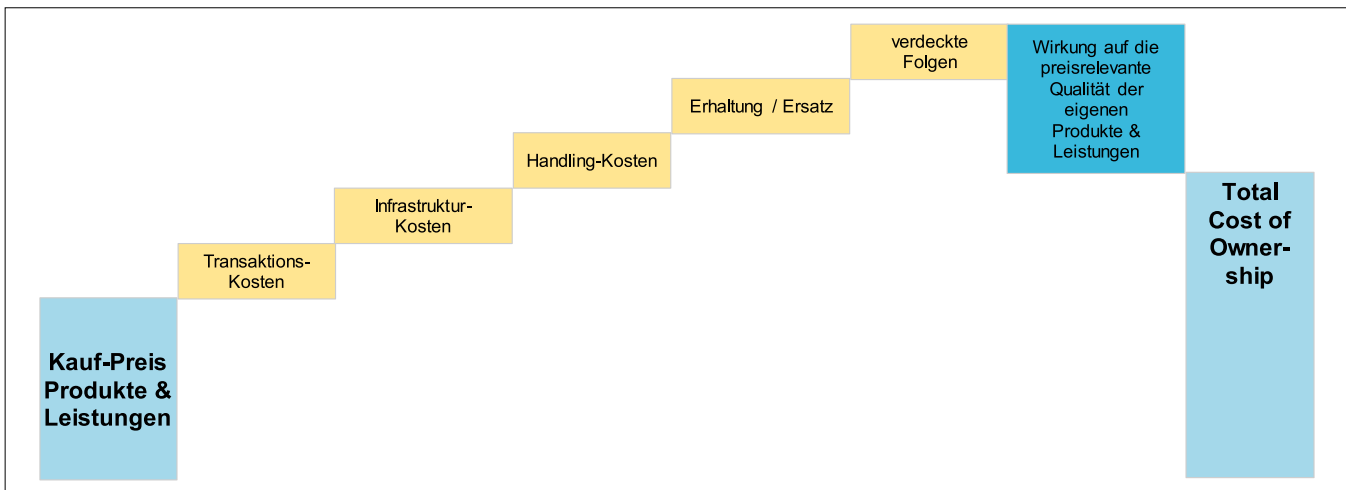 Kauf-Preis
Produkte &
Leistungen
Transaktions-
Kosten
Infrastruktur-
Kosten
Handling-Kosten
Erhaltung / Ersatz
verdeckte
Folgen
Wirkung auf die
preisrelevante
Qualität der
eigenen
Produkte &
Leistungen
Total
Cost of
Owner-
ship